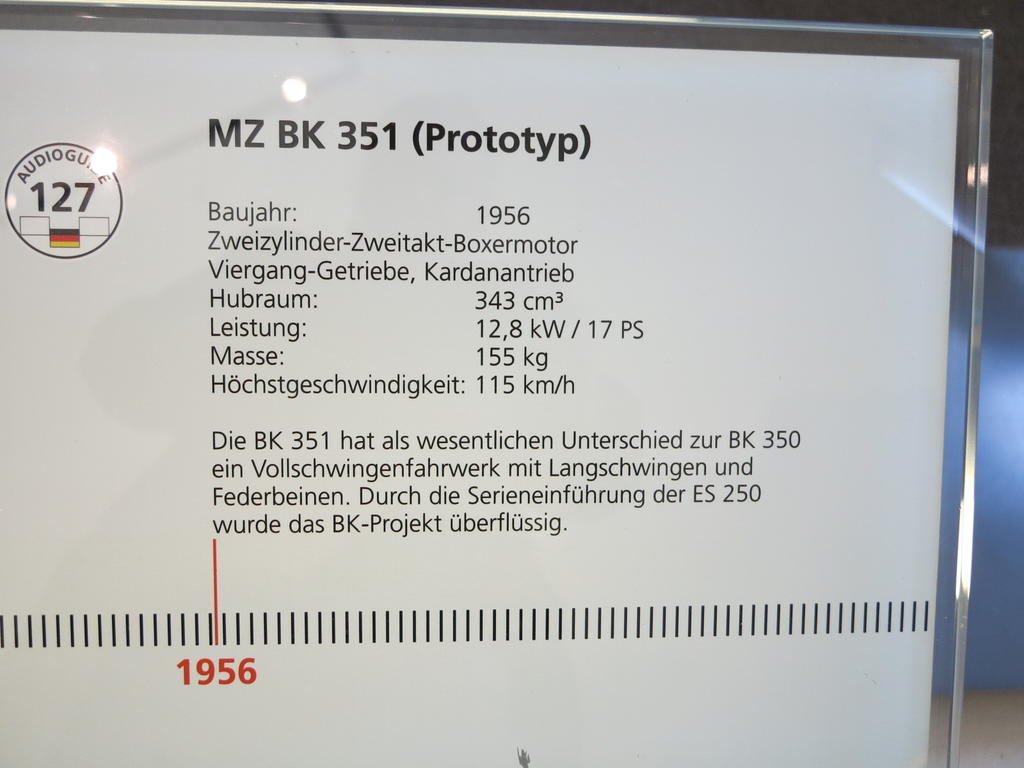 MZ BK 351 (Prototyp)
AUDIOGUIDE
127
Baujahr: 1956
Zweizylinder-Zweitakt-Boxermotor
Viergang-Getriebe, Kardanantrieb
Hubraum: 343 cm³
Leistung: 12,8 kW / 17 PS
Masse: 155 kg
Höchstgeschwindigkeit: 115 km/h
Die BK 351 hat als wesentlichen Unterschied zur BK 350
ein Vollschwingenfahrwerk mit Langschwingen und
Federbeinen. Durch die Serieneinführung der ES 250
wurde das BK-Projekt überflüssig.
1956